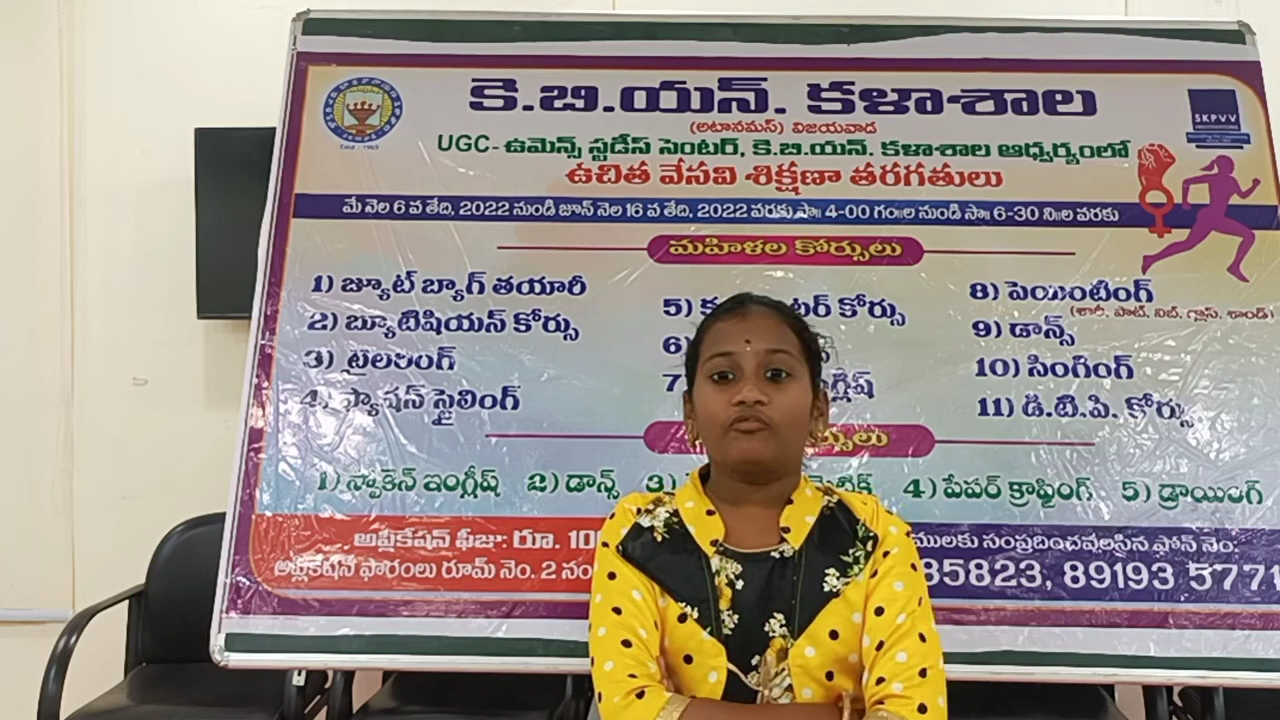 కె.బి.యన్. కళాశాల
(అటానమస్) విజయవాడ
SKPVV
UGC- ఉమెన్స్ స్టడీస్ సెంటర్, కె.బి.యన్. కళాశాల ఆధ్వర్యంలో
ఉచిత వేసవి శిక్షణా తరగతులు
మే నెల 6 వ తేది, 2022 నుండి జూన్ నెల 16 వ తేది, 2022 వరకు సా॥ 4-00 గం॥ల నుండి సా॥ 6-30 ని॥ల వరకు
మహిళల కోర్సులు
1) జ్యూట్ బ్యాగ్ తయారీ
2) బ్యూటీషియన్ కోర్సు
3) టైలరింగ్
4) ఫ్యాషన్ స్టైలింగ్
5) కోర్సు
6)
7)
8) పెయింటింగ్
(శారీ, పాట్, నిబ్, గ్లాస్, శాండ్)
9) డాన్స్
10) సింగింగ్
11) డి.టి.పి. కోర్సు
1) స్పోకెన్ ఇంగ్లీష్ 2) డాన్స్ 3) 4) పేపర్ క్రాఫ్టింగ్ 5) డ్రాయింగ్
అప్లికేషన్ ఫీజు: రూ.
అప్లికేషన్ ఫారంలు రూమ్ నెం. 2
సంప్రదించవలసిన ఫోన్ నెం:
85823, 89193 5771